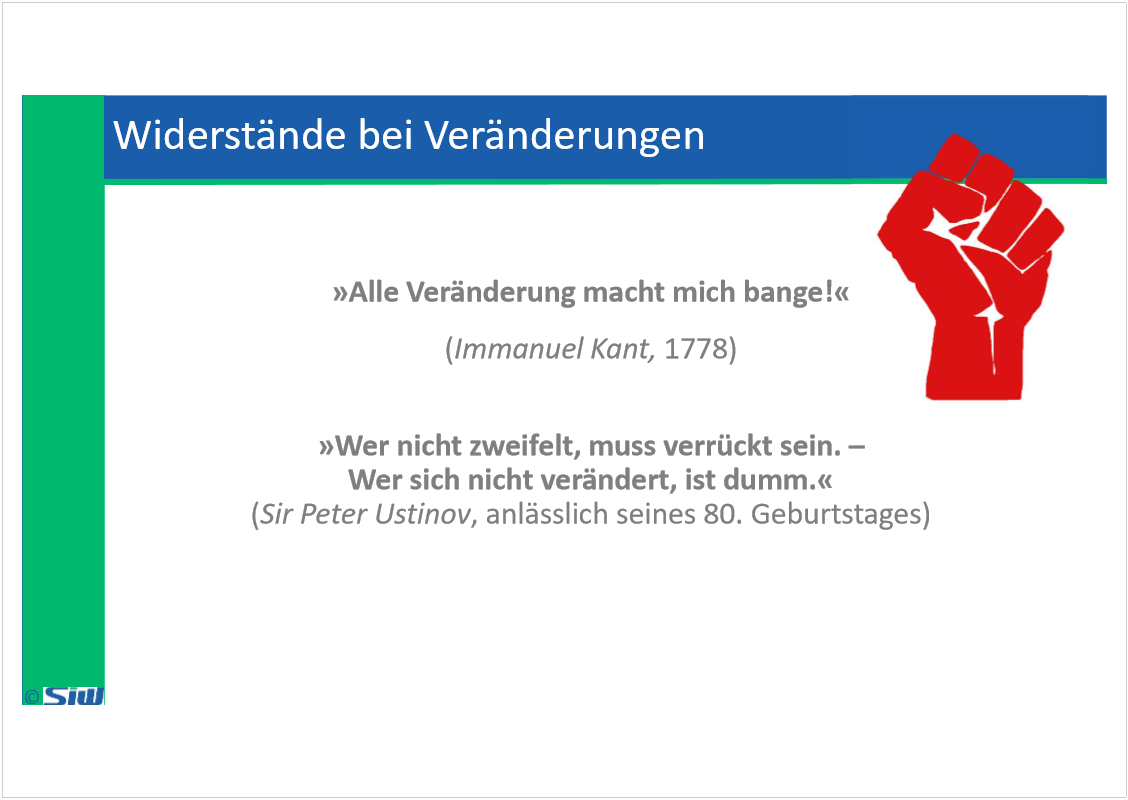 Widerstände bei Veränderungen
»Alle Veränderung macht mich bange!«
(Immanuel Kant, 1778)
»Wer nicht zweifelt, muss verrückt sein. –
Wer sich nicht verändert, ist dumm.«
(Sir Peter Ustinov, anlässlich seines 80. Geburtstages)
© SiW